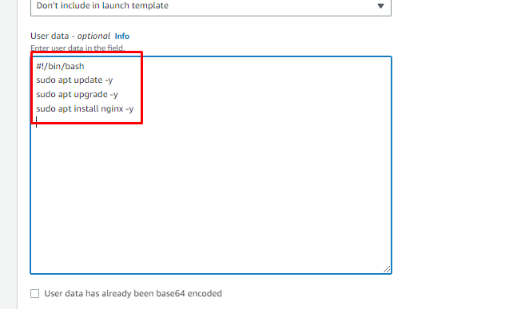 Don't include in launch template
User data - optional Info
Enter user data in the field.
#!/bin/bash
sudo apt update -y
sudo apt upgrade -y
sudo apt install nginx -y
User data has already been base64 encoded